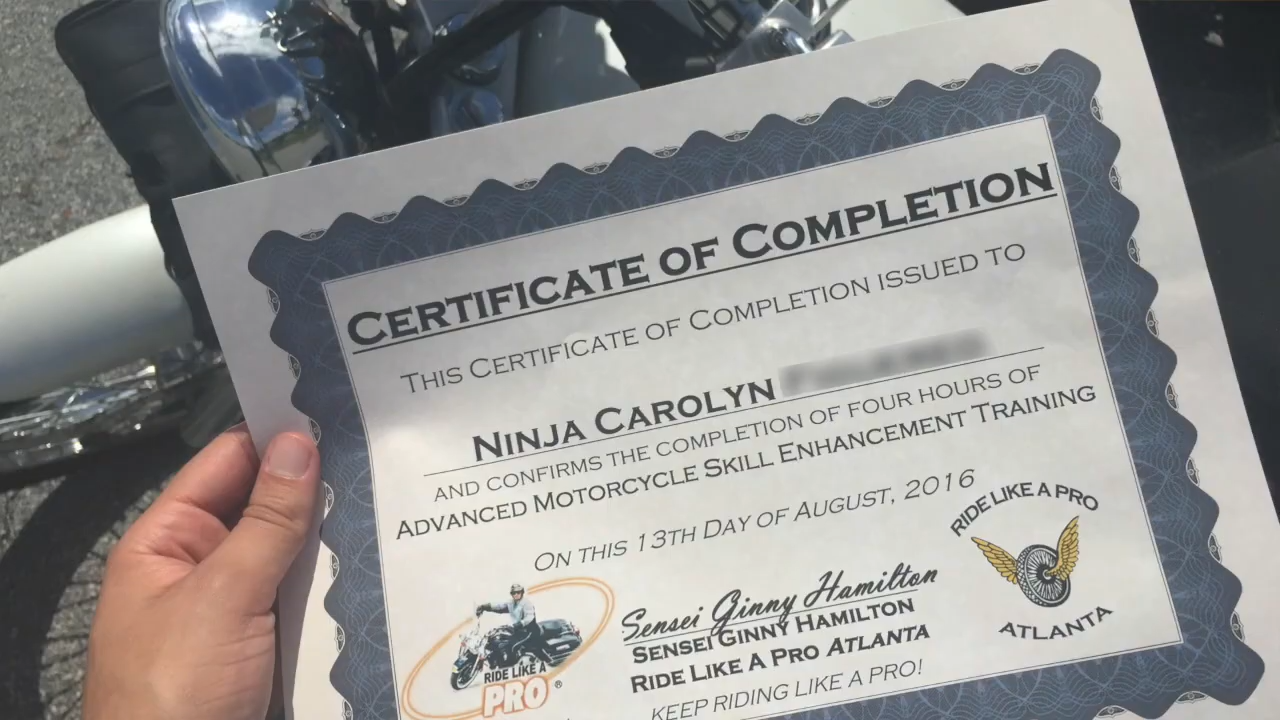 CERTIFICATE OF COMPLETION
THIS CERTIFICATE OF COMPLETION ISSUED TO
NINJA CAROLYN
AND CONFIRMS THE COMPLETION OF FOUR HOURS OF
ADVANCED MOTORCYCLE SKILL ENHANCEMENT TRAINING
ON THIS 13TH DAY OF AUGUST, 2016
RIDE LIKE A PRO
ATLANTA
Sensei Ginny Hamilton
SENSEI GINNY HAMILTON
RIDE LIKE A PRO ATLANTA
KEEP RIDING LIKE A PRO!
RIDE LIKE A
PRO®